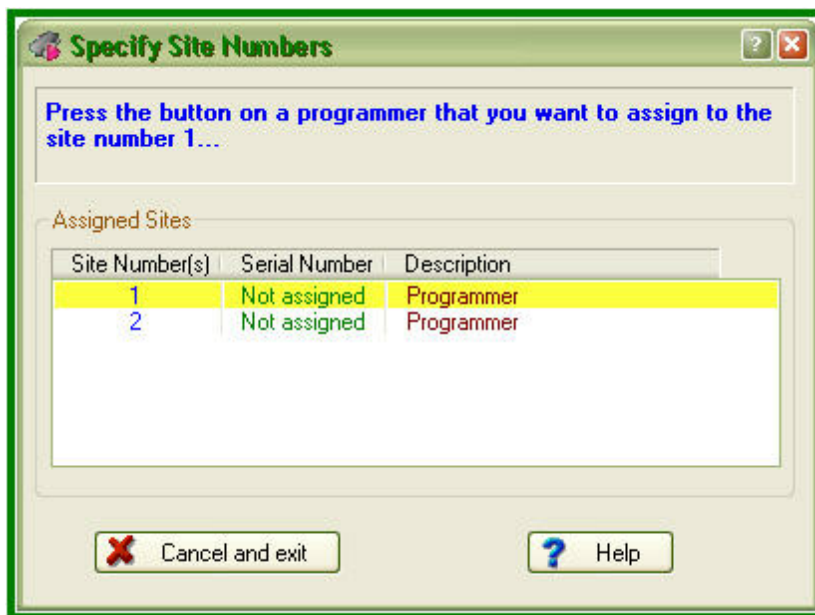 Specify Site Numbers
Press the button on a programmer that you want to assign to the
site number 1...
Assigned Sites
Site Number(s) Serial Number Description
1 Not assigned Programmer
2 Not assigned Programmer
Cancel and exit Help